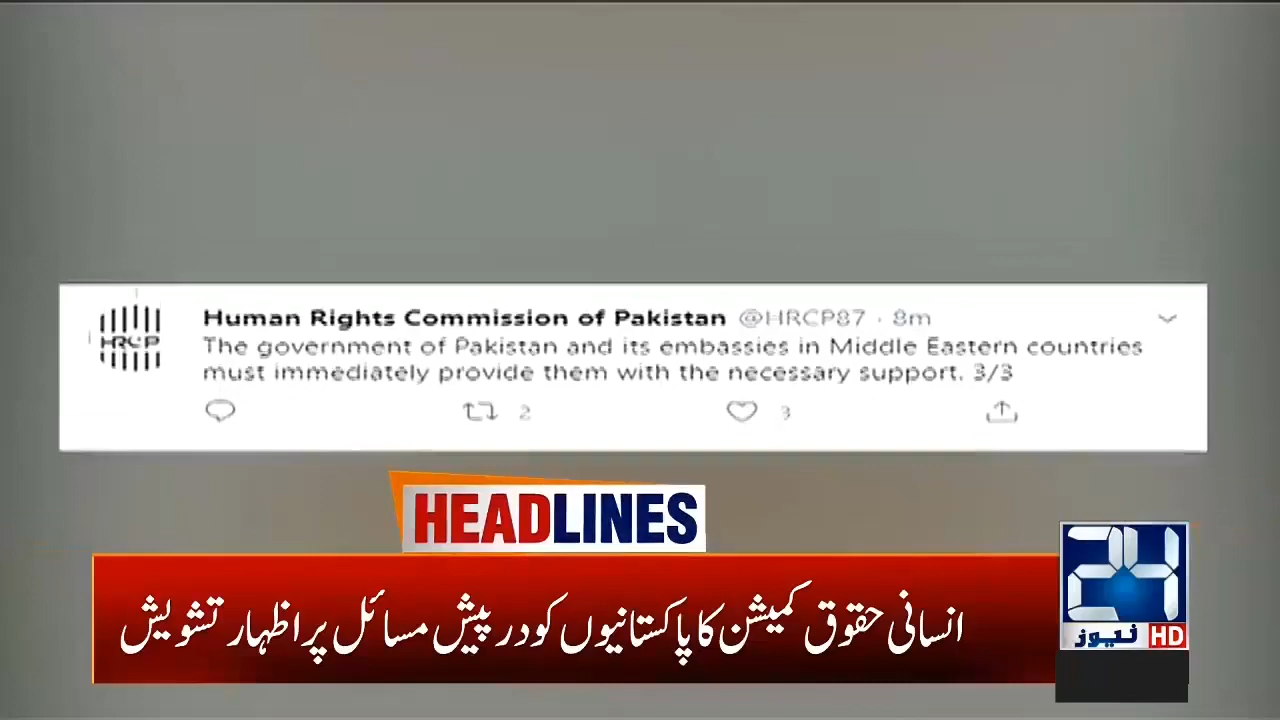 HRCP
Human Rights Commission of Pakistan @HRCP87 · 8m
The government of Pakistan and its embassies in Middle Eastern countries
must immediately provide them with the necessary support. 3/3
2 3
HEADLINES
انسانی حقوق کمیشن کا پاکستانیوں کو درپیش مسائل پر اظہار تشویش
24
نیوز HD